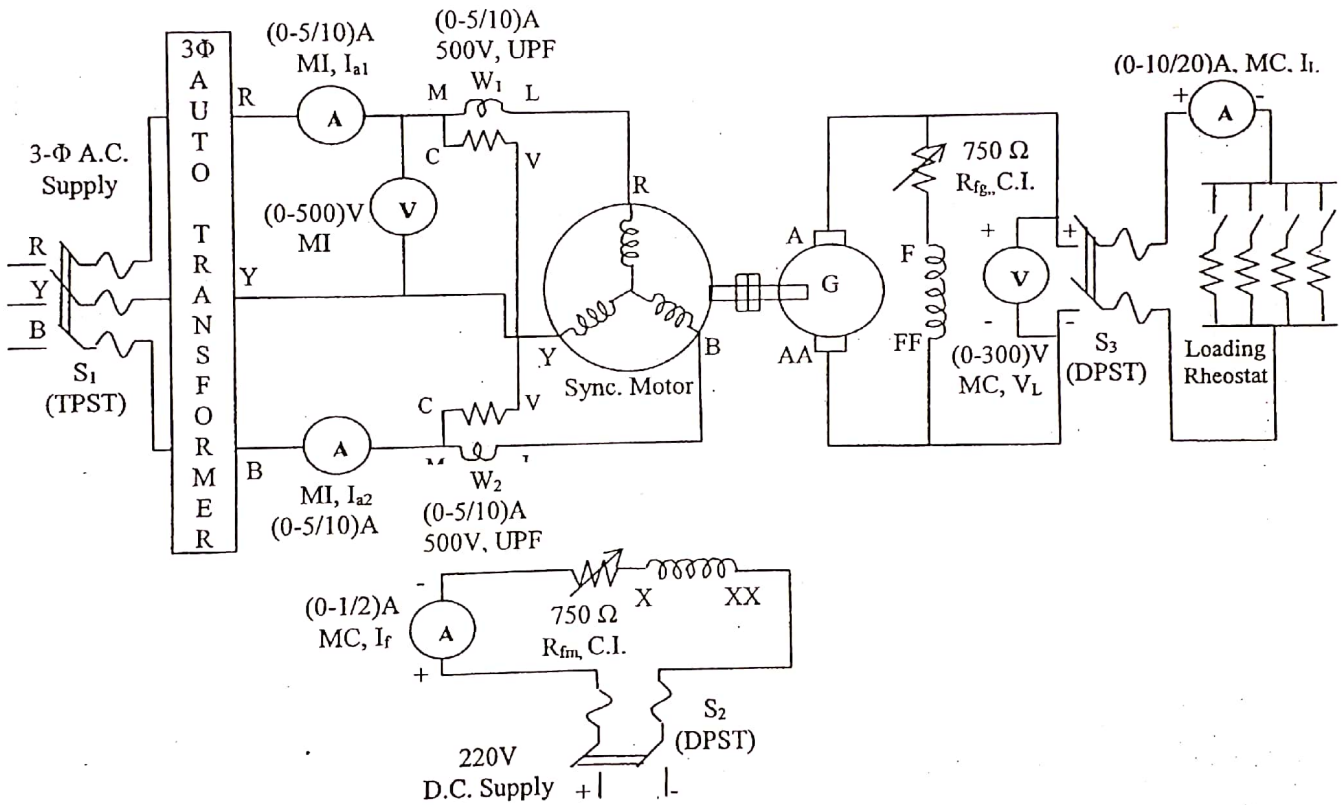 3-Φ A.C.
Supply
R
Y
B
S1
(TPST)
3Φ
A
U
T
O
T
R
A
N
S
F
O
R
M
E
R
R
Y
B
(0-5/10)A
MI, Ia1
A
(0-500)V
MI
V
A
MI, Ia2
(0-5/10)A
(0-5/10)A
500V, UPF
W1
M
L
C
V
C
V
W2
(0-5/10)A
500V, UPF
R
Y
B
Sync. Motor
A
G
AA
750 Ω
Rfg,, C.I.
F
FF
+
V
-
(0-300)V
MC, VL
+
-
S3
(DPST)
(0-10/20)A, MC, IL
+
-
A
Loading
Rheostat
(0-1/2)A
MC, If
-
A
+
750 Ω
Rfm, C.I.
X
XX
S2
(DPST)
220V
D.C. Supply
+
-